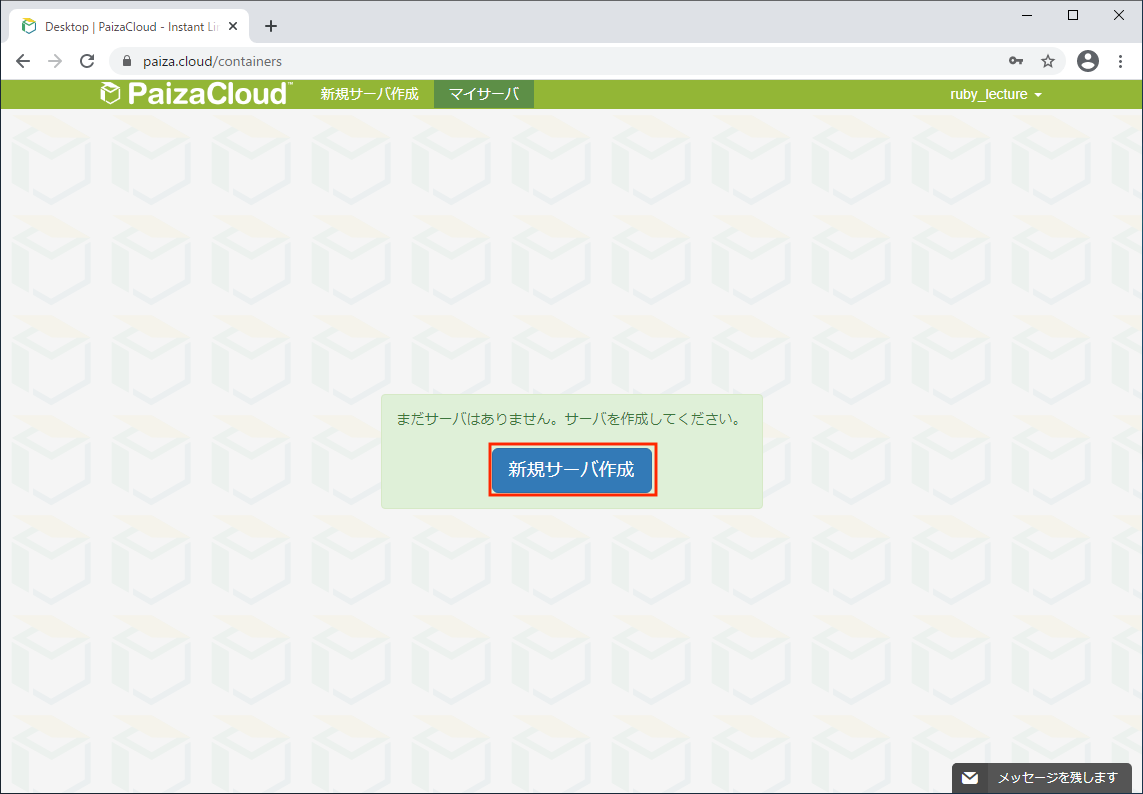 Desktop | PaizaCloud - Instant Li
paiza.cloud/containers
PaizaCloud™ 新規サーバ作成 マイサーバ ruby_lecture
まだサーバはありません。サーバを作成してください。
新規サーバ作成
メッセージを残します